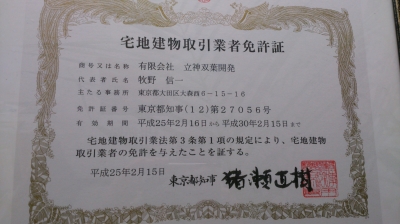 宅地建物取引業者免許証
商号又は名称 有限会社 立神双葉開発
代表者氏名 牧野 信一
主たる事務所 東京都大田区大森西6-15-16
免許証番号 東京都知事(12)第27056号
有効期間 平成25年2月16日から平成30年2月15日まで
宅地建物取引業法第3条第1項の規定により、宅地建物
取引業者の免許を与えたことを証する。
平成25年2月15日
東京都知事 猪瀬直樹